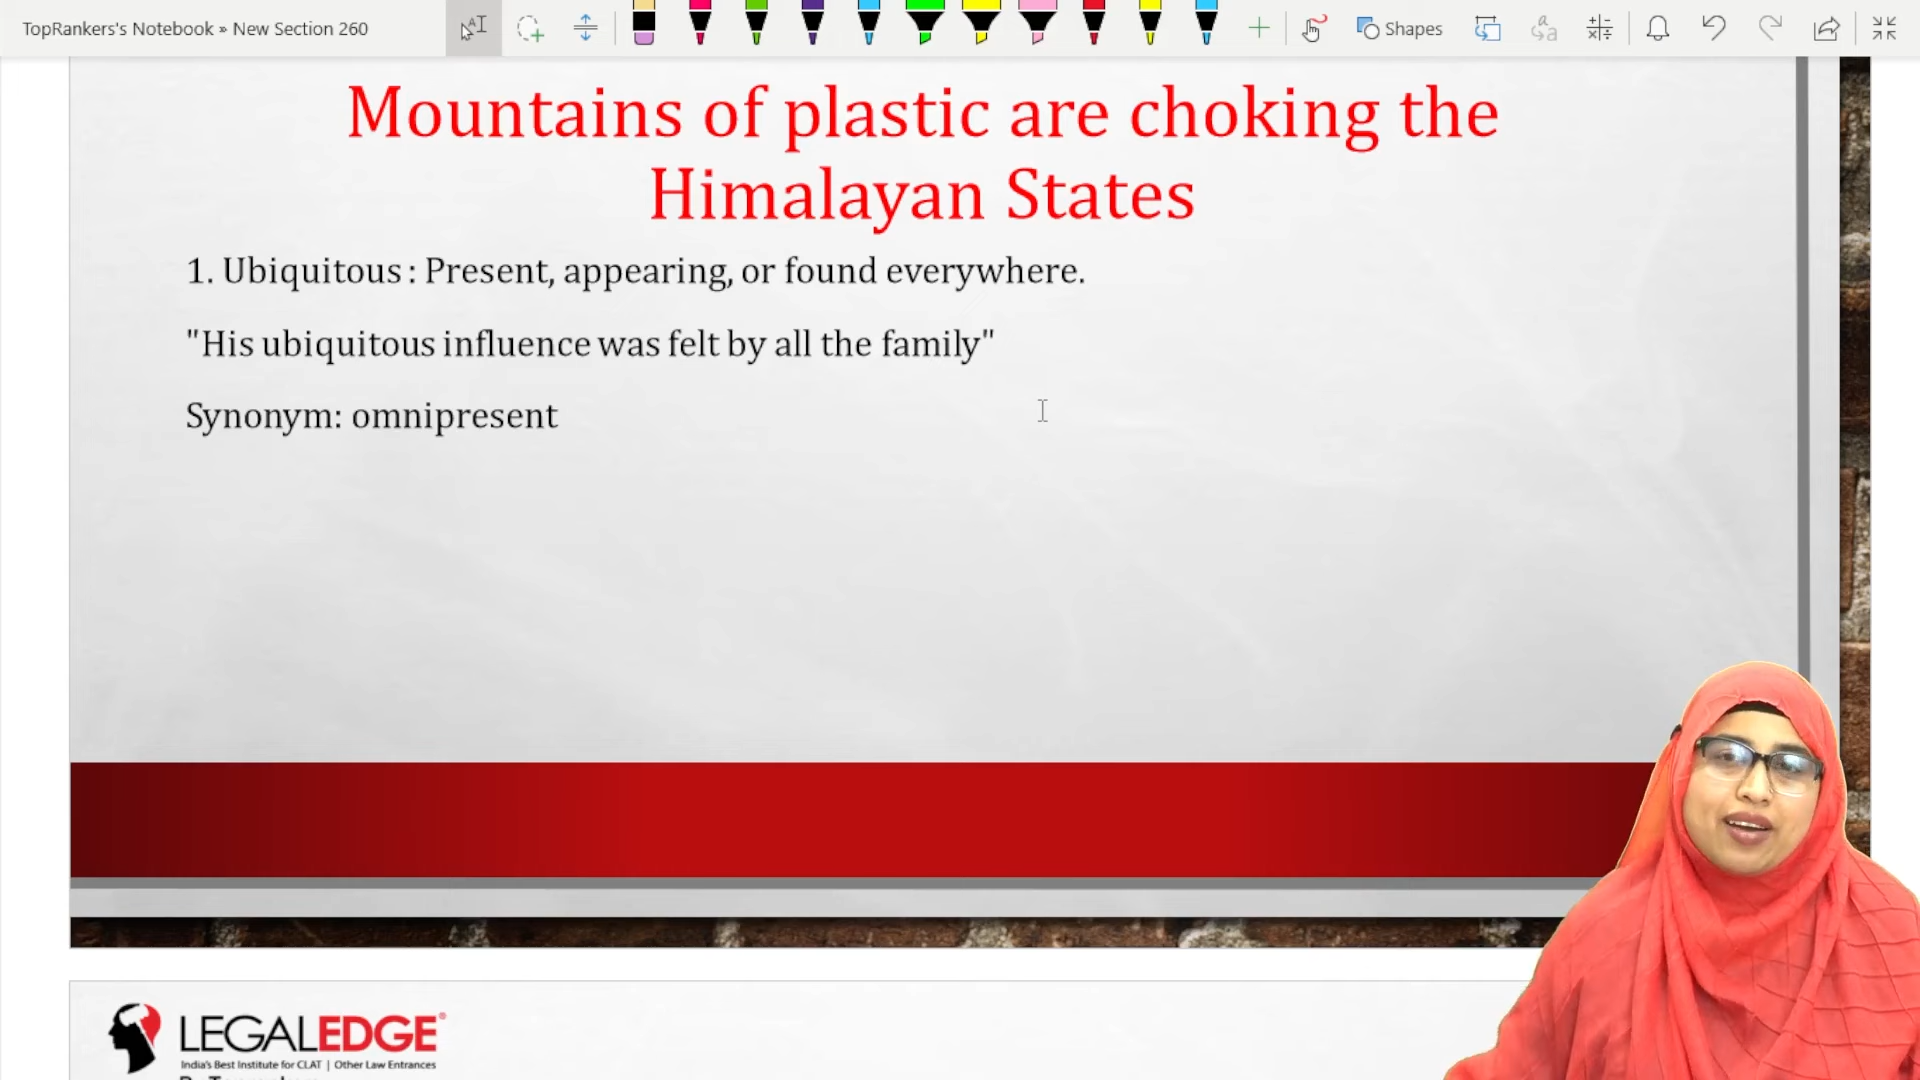 TopRankers's Notebook » New Section 260
Shapes
Mountains of plastic are choking the
Himalayan States
1. Ubiquitous : Present, appearing, or found everywhere.
"His ubiquitous influence was felt by all the family"
Synonym: omnipresent
LEGALEDGE®
India's Best Institute for CLAT | Other Law Entrances